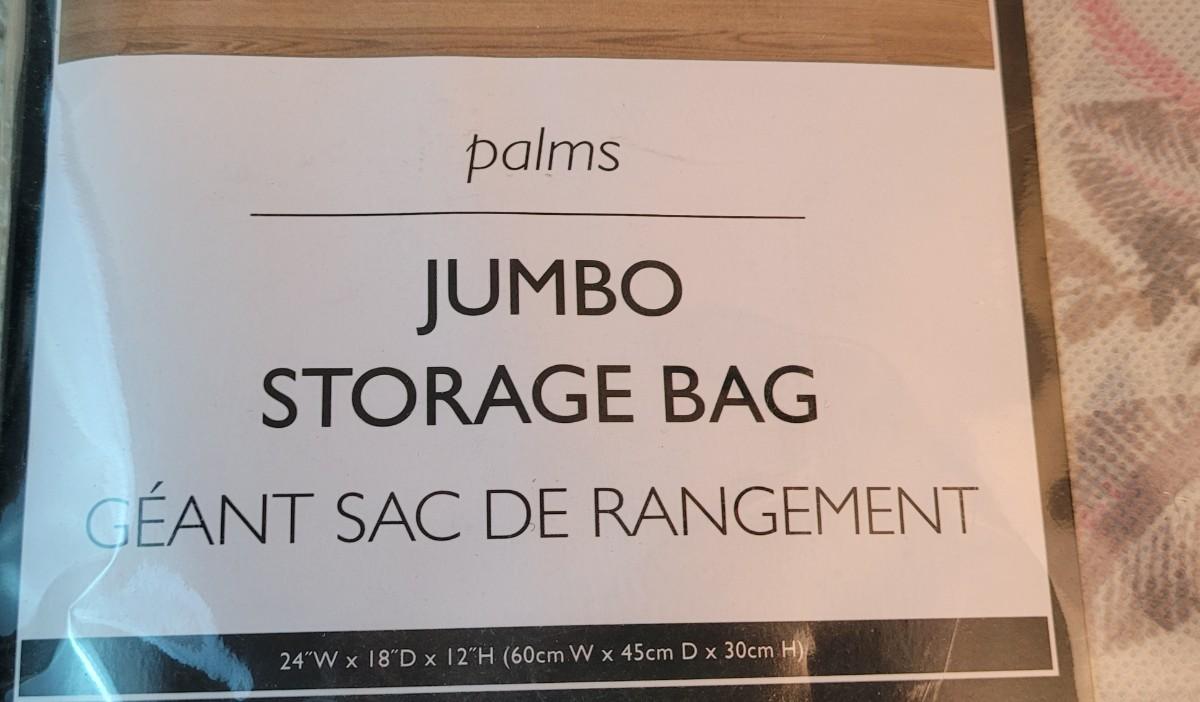 palms
JUMBO
STORAGE BAG
GÉANT SAC DE RANGEMENT
24"W x 18"D x 12"H (60cm W x 45cm D x 30cm H)